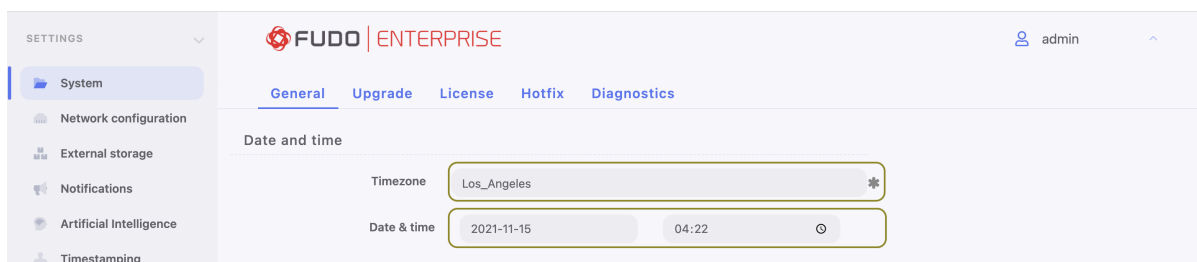 SETTINGS
System
Network configuration
External storage
Notifications
Artificial Intelligence
Timestamping
FUDO ENTERPRISE
admin
General Upgrade License Hotfix Diagnostics
Date and time
Timezone Los_Angeles
Date & time 2021-11-15 04:22